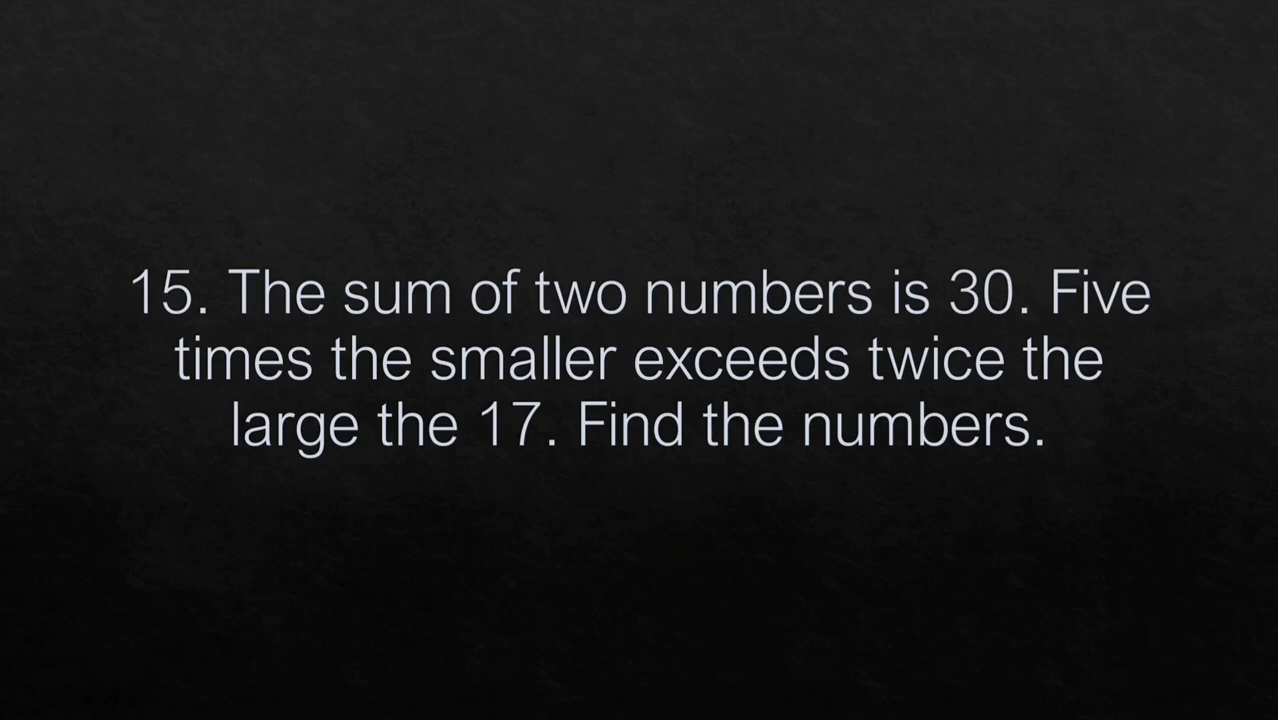 15. The sum of two numbers is 30. Five
times the smaller exceeds twice the
large the 17. Find the numbers.